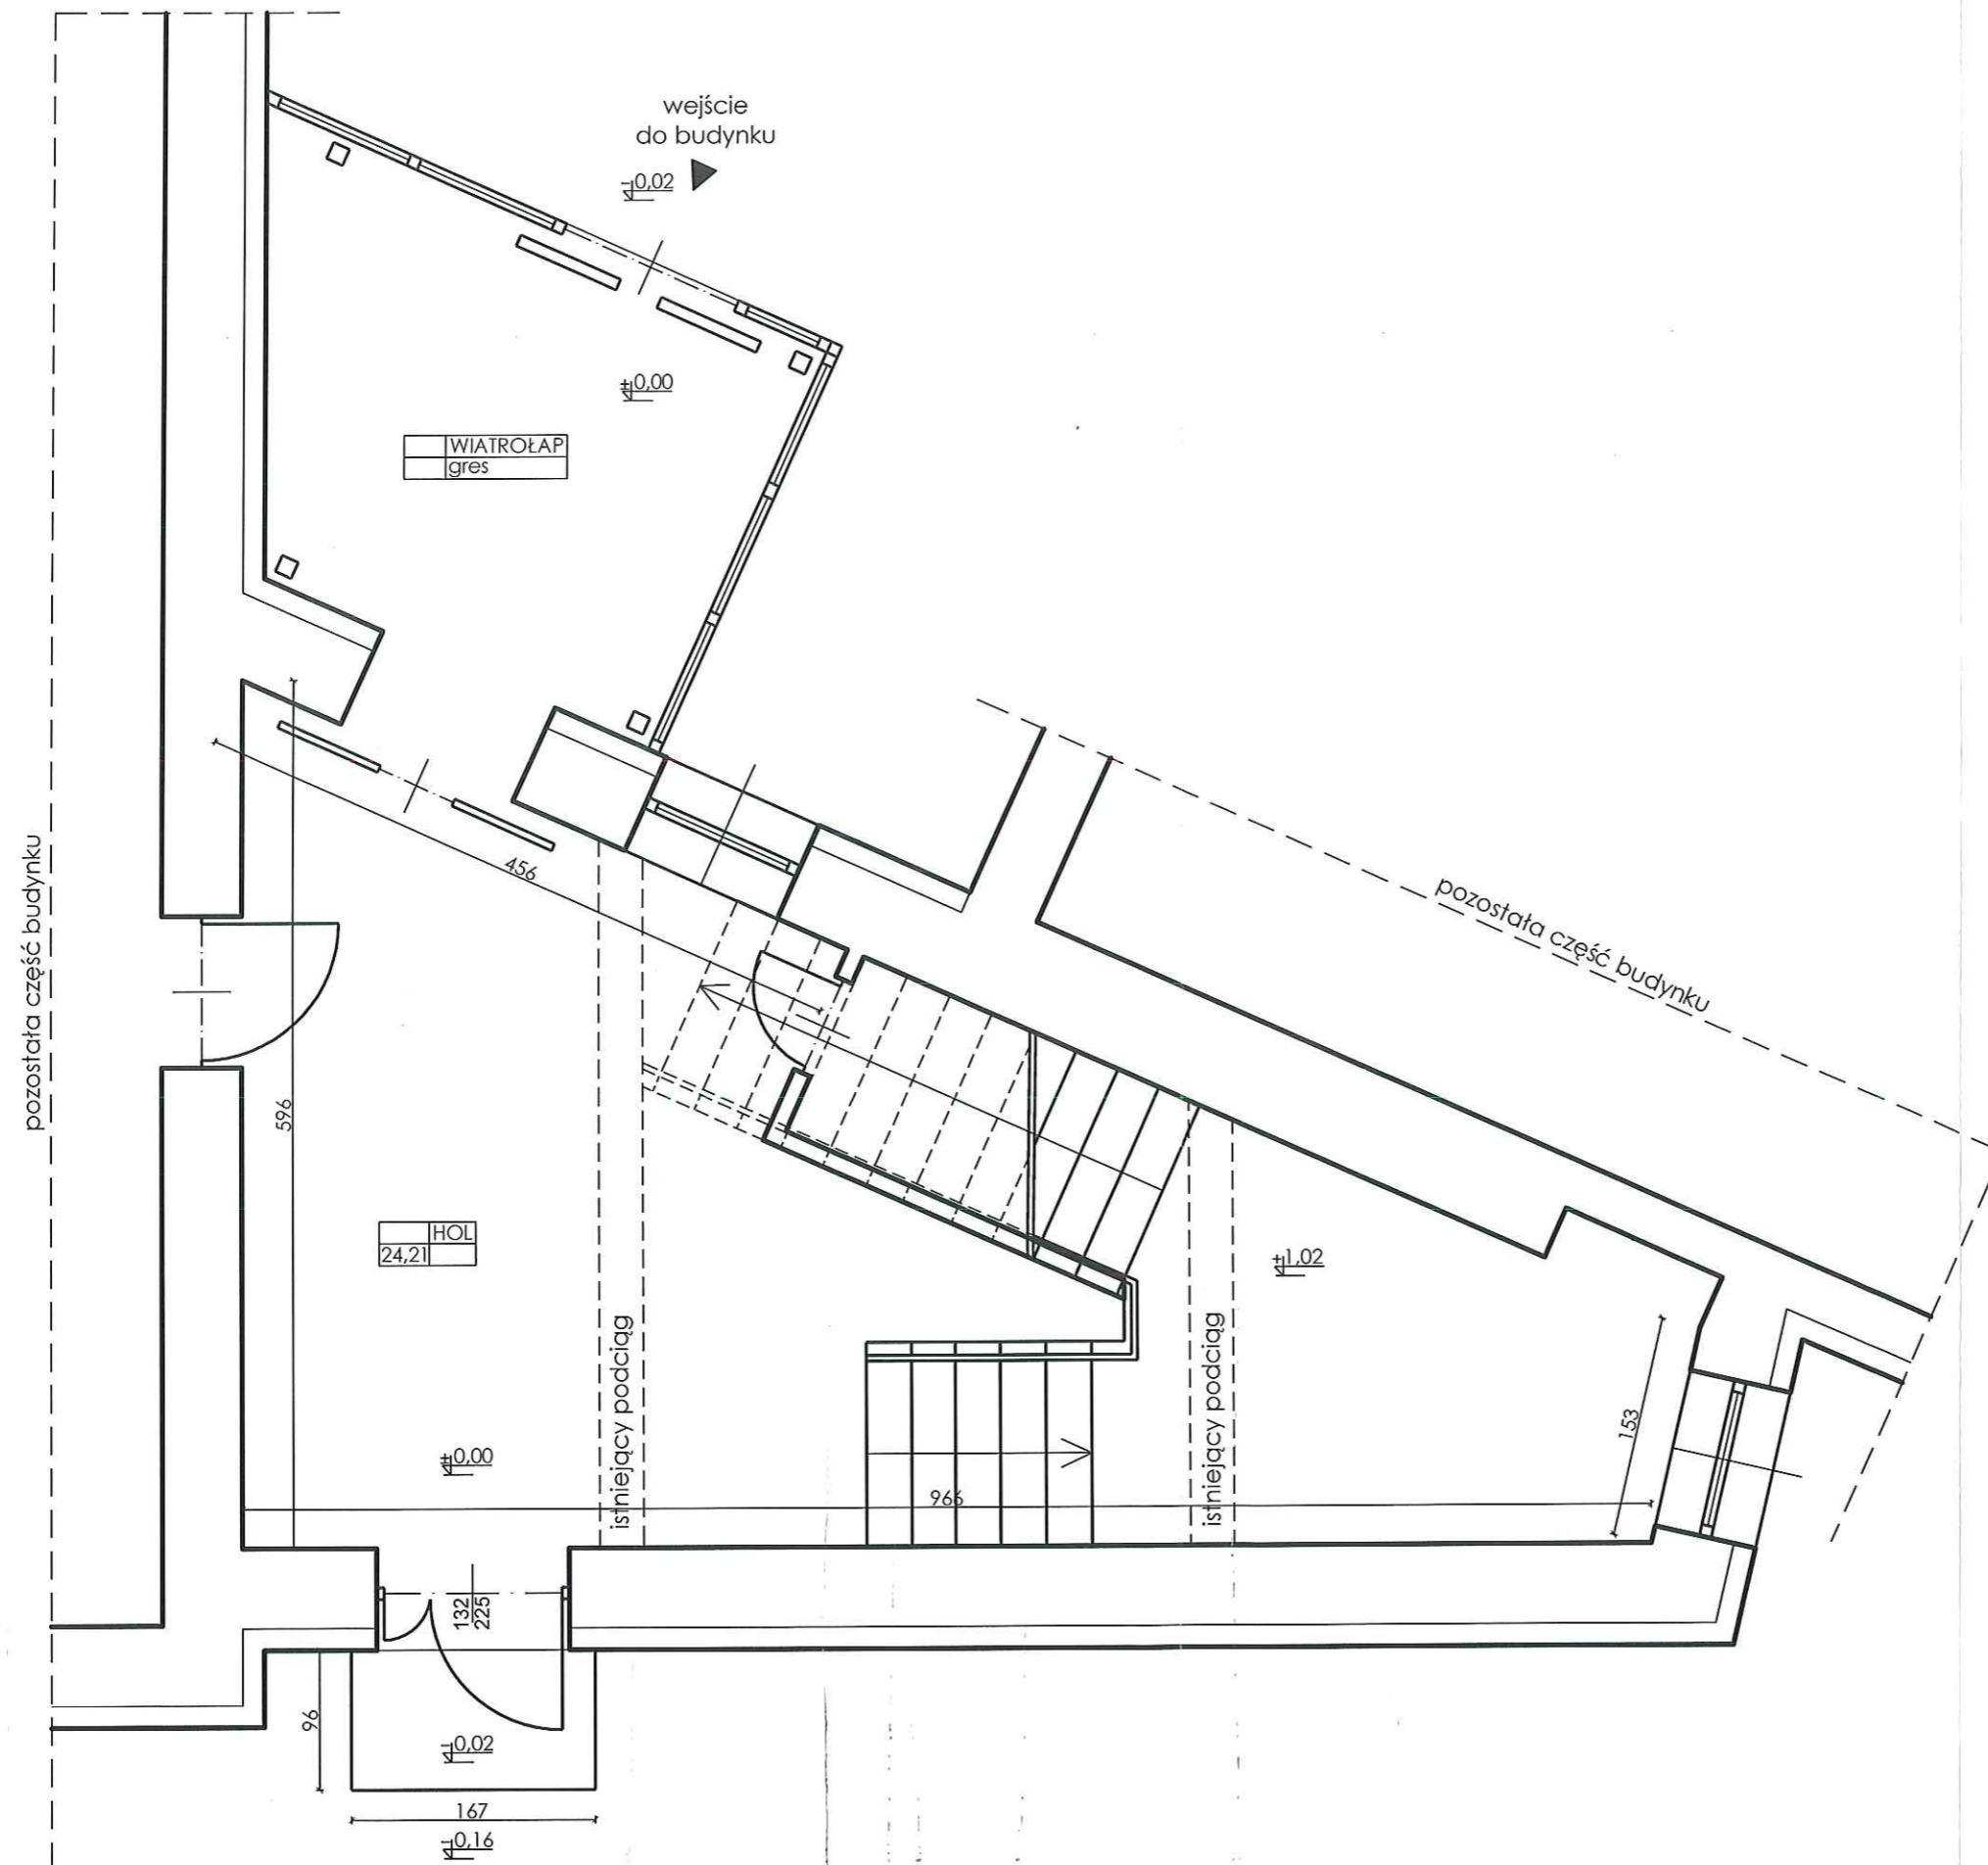 wejście
do budynku
-0,02
±0,00
WIATROŁAP
gres
pozostała część budynku
456
pozostała część budynku
596
HOL
24,21
+1,02
istniejący podciąg
istniejący podciąg
153
±0,00
966
132
225
96
-0,02
167
-0,16